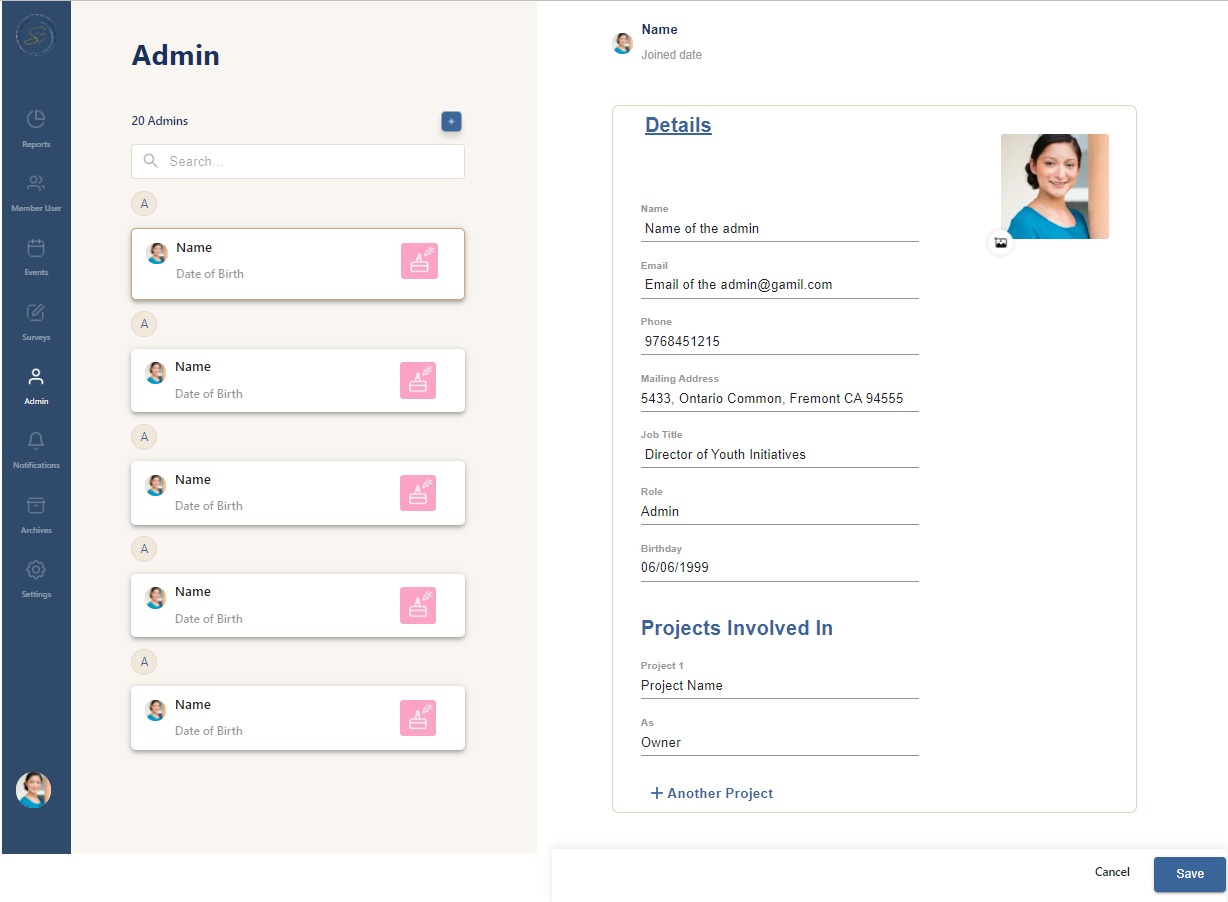 Reports
Member User
Events
Surveys
Admin
Notifications
Archives
Settings
Admin
20 Admins
Search...
A
Name
Date of Birth
A
Name
Date of Birth
A
Name
Date of Birth
A
Name
Date of Birth
A
Name
Date of Birth
Name
Joined date
Details
Name
Name of the admin
Email
Email of the admin@gamil.com
Phone
9768451215
Mailing Address
5433, Ontario Common, Fremont CA 94555
Job Title
Director of Youth Initiatives
Role
Admin
Birthday
06/06/1999
Projects Involved In
Project 1
Project Name
As
Owner
+ Another Project
Cancel
Save